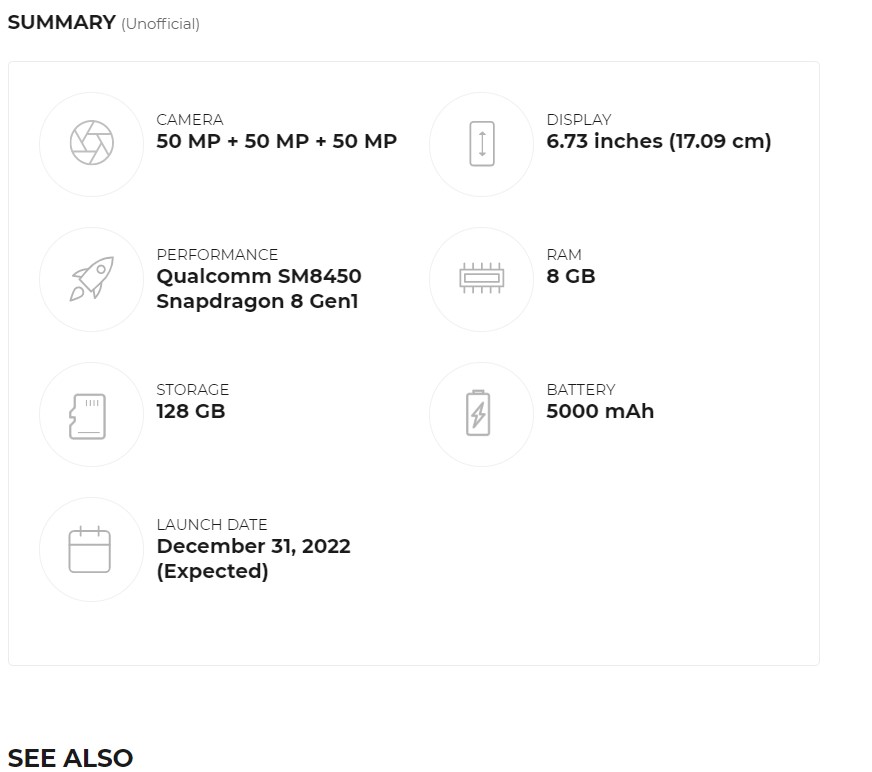 SUMMARY (Unofficial)
CAMERA
50 MP + 50 MP + 50 MP
DISPLAY
6.73 inches (17.09 cm)
PERFORMANCE
Qualcomm SM8450
Snapdragon 8 Gen1
RAM
8 GB
STORAGE
128 GB
BATTERY
5000 mAh
LAUNCH DATE
December 31, 2022
(Expected)
SEE ALSO